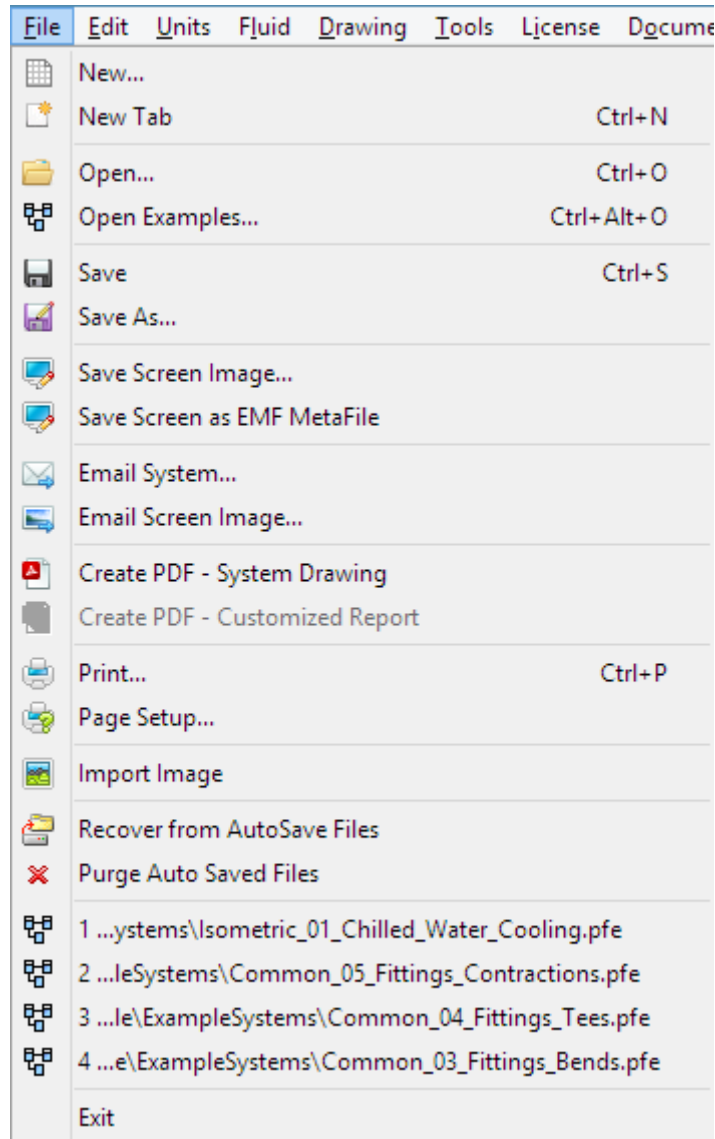 File Edit Units Fluid Drawing Tools License Docume
New...
New Tab Ctrl+N
Open... Ctrl+O
Open Examples... Ctrl+Alt+O
Save Ctrl+S
Save As...
Save Screen Image...
Save Screen as EMF MetaFile
Email System...
Email Screen Image...
Create PDF - System Drawing
Create PDF - Customized Report
Print... Ctrl+P
Page Setup...
Import Image
Recover from AutoSave Files
Purge Auto Saved Files
1 ...ystems\Isometric_01_Chilled_Water_Cooling.pfe
2 ...leSystems\Common_05_Fittings_Contractions.pfe
3 ...le\ExampleSystems\Common_04_Fittings_Tees.pfe
4 ...e\ExampleSystems\Common_03_Fittings_Bends.pfe
Exit